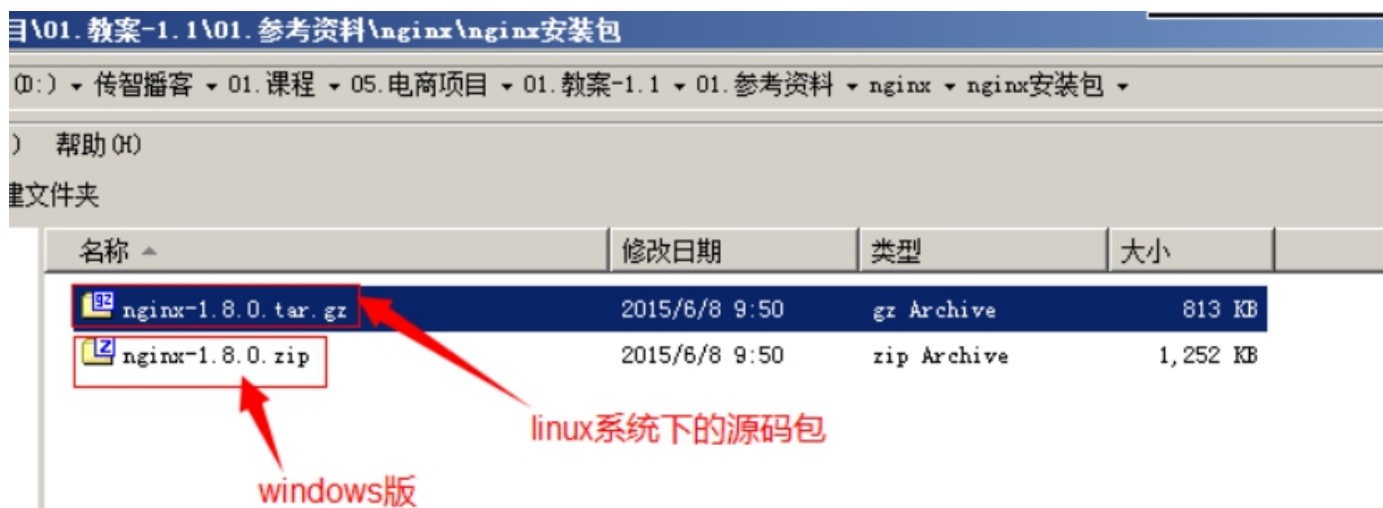 目\01.教案-1.1\01.参考资料\nginx\nginx安装包
(D:) ▾ 传智播客 ▾ 01.课程 ▾ 05.电商项目 ▾ 01.教案-1.1 ▾ 01.参考资料 ▾ nginx ▾ nginx安装包 ▾
) 帮助(H)
建文件夹
名称 修改日期 类型 大小
nginx-1.8.0.tar.gz 2015/6/8 9:50 gz Archive 813 KB
nginx-1.8.0.zip 2015/6/8 9:50 zip Archive 1,252 KB
linux系统下的源码包
windows版